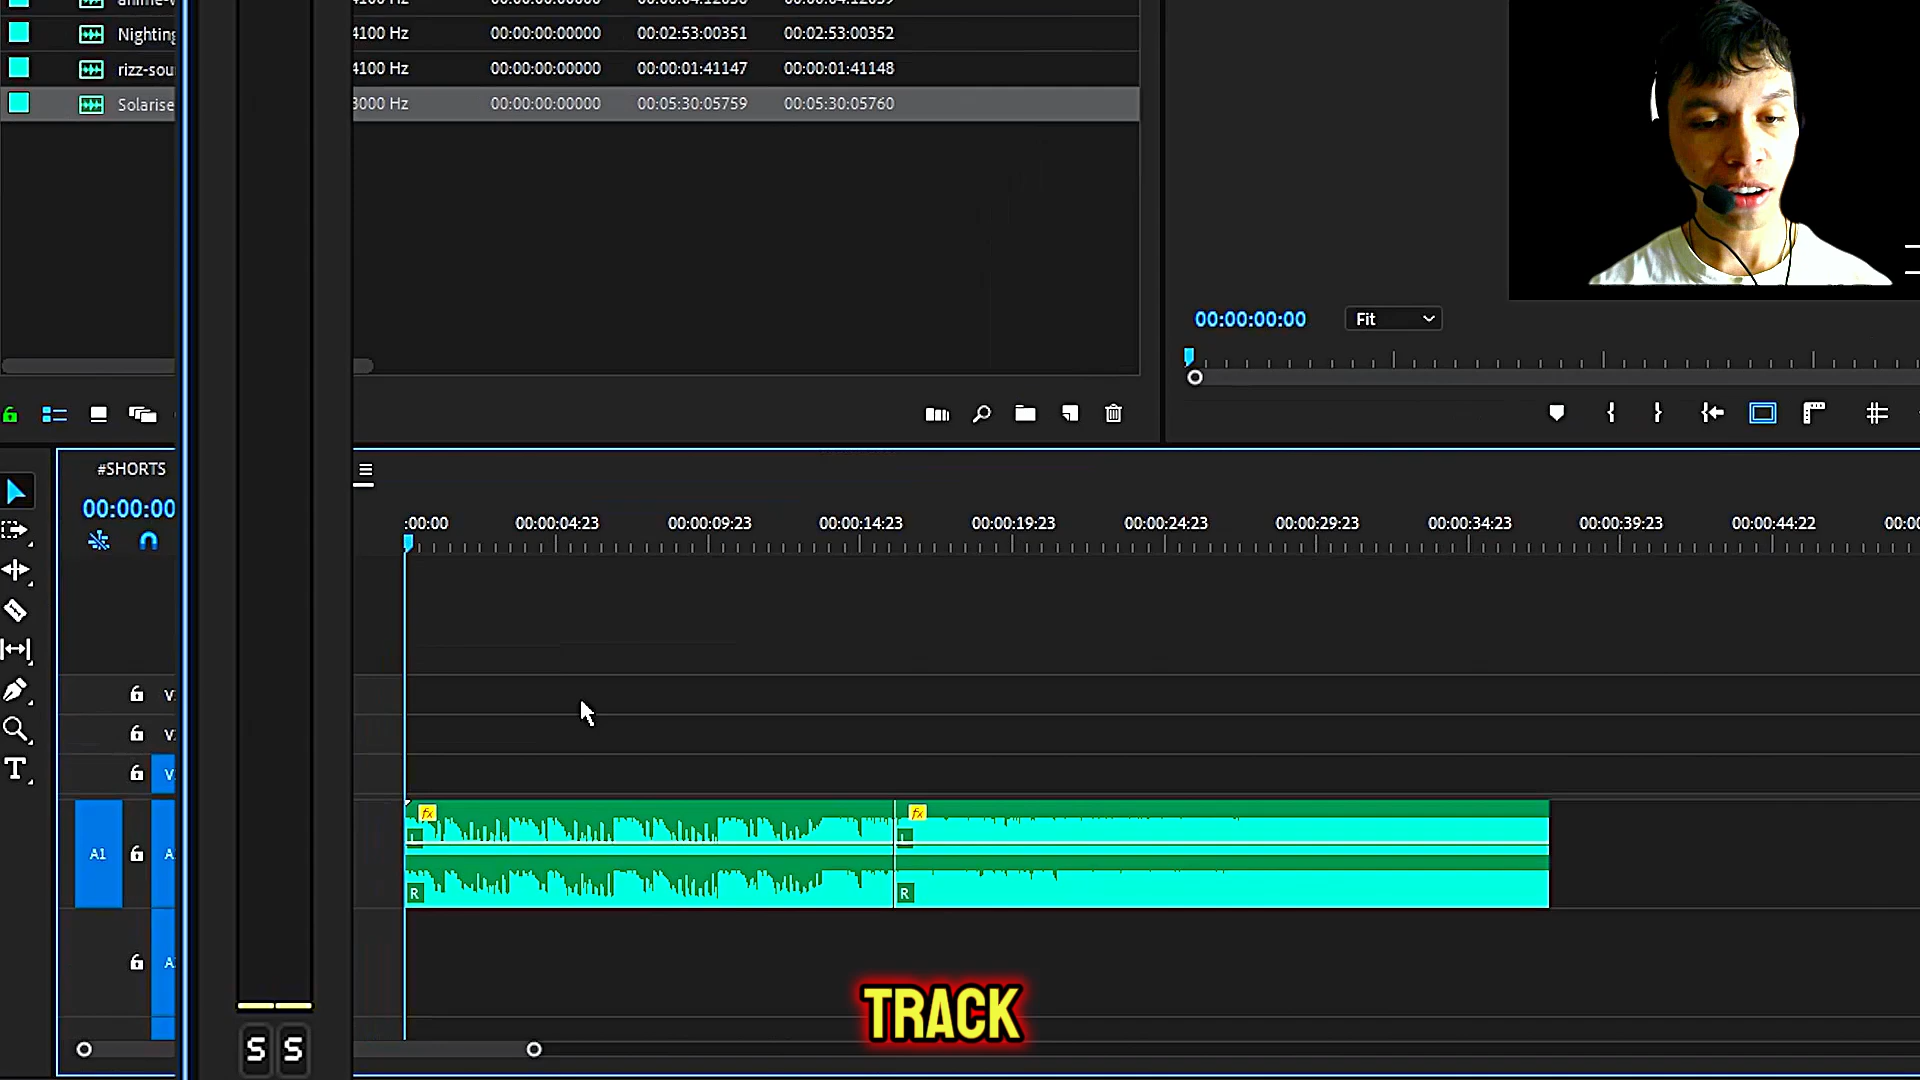 Nighting 4100 Hz 00:00:00:00000 00:02:53:00351 00:02:53:00352
rizz-sou 4100 Hz 00:00:00:00000 00:00:01:41147 00:00:01:41148
Solarise 8000 Hz 00:00:00:00000 00:05:30:05759 00:05:30:05760
00:00:00:00 Fit
#SHORTS
00:00:00
:00:00 00:00:04:23 00:00:09:23 00:00:14:23 00:00:19:23 00:00:24:23 00:00:29:23 00:00:34:23 00:00:39:23 00:00:44:22 00:00
V
V
V
T
fx fx
L L
A1 A
R R
A
TRACK
S S